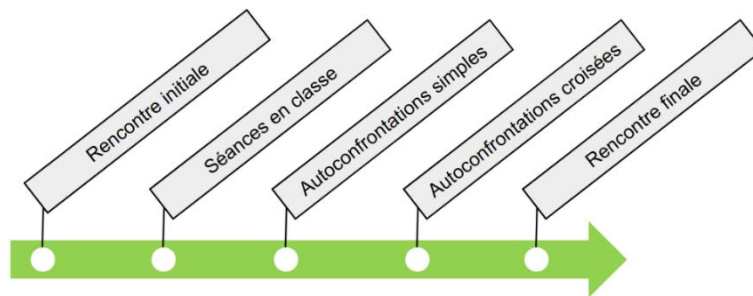 Rencontre initiale
Séances en classe
Autoconfrontations simples
Autoconfrontations croisées
Rencontre finale